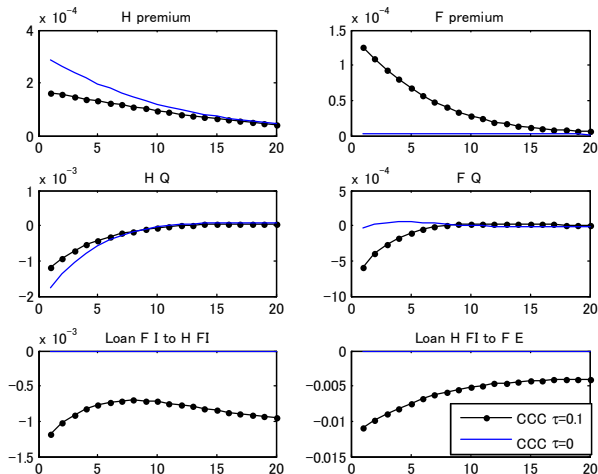 H premium
x 10⁻⁴
4
2
0
0 5 10 15 20
F premium
x 10⁻⁴
1.5
1
0.5
0
0 5 10 15 20
H Q
x 10⁻³
1
0
−1
−2
0 5 10 15 20
F Q
x 10⁻⁴
5
0
−5
−10
0 5 10 15 20
Loan F I to H FI
x 10⁻³
0
−0.5
−1
−1.5
0 5 10 15 20
Loan H FI to F E
0
−0.005
−0.01
−0.015
0 5 10 15 20
CCC τ=0.1
CCC τ=0